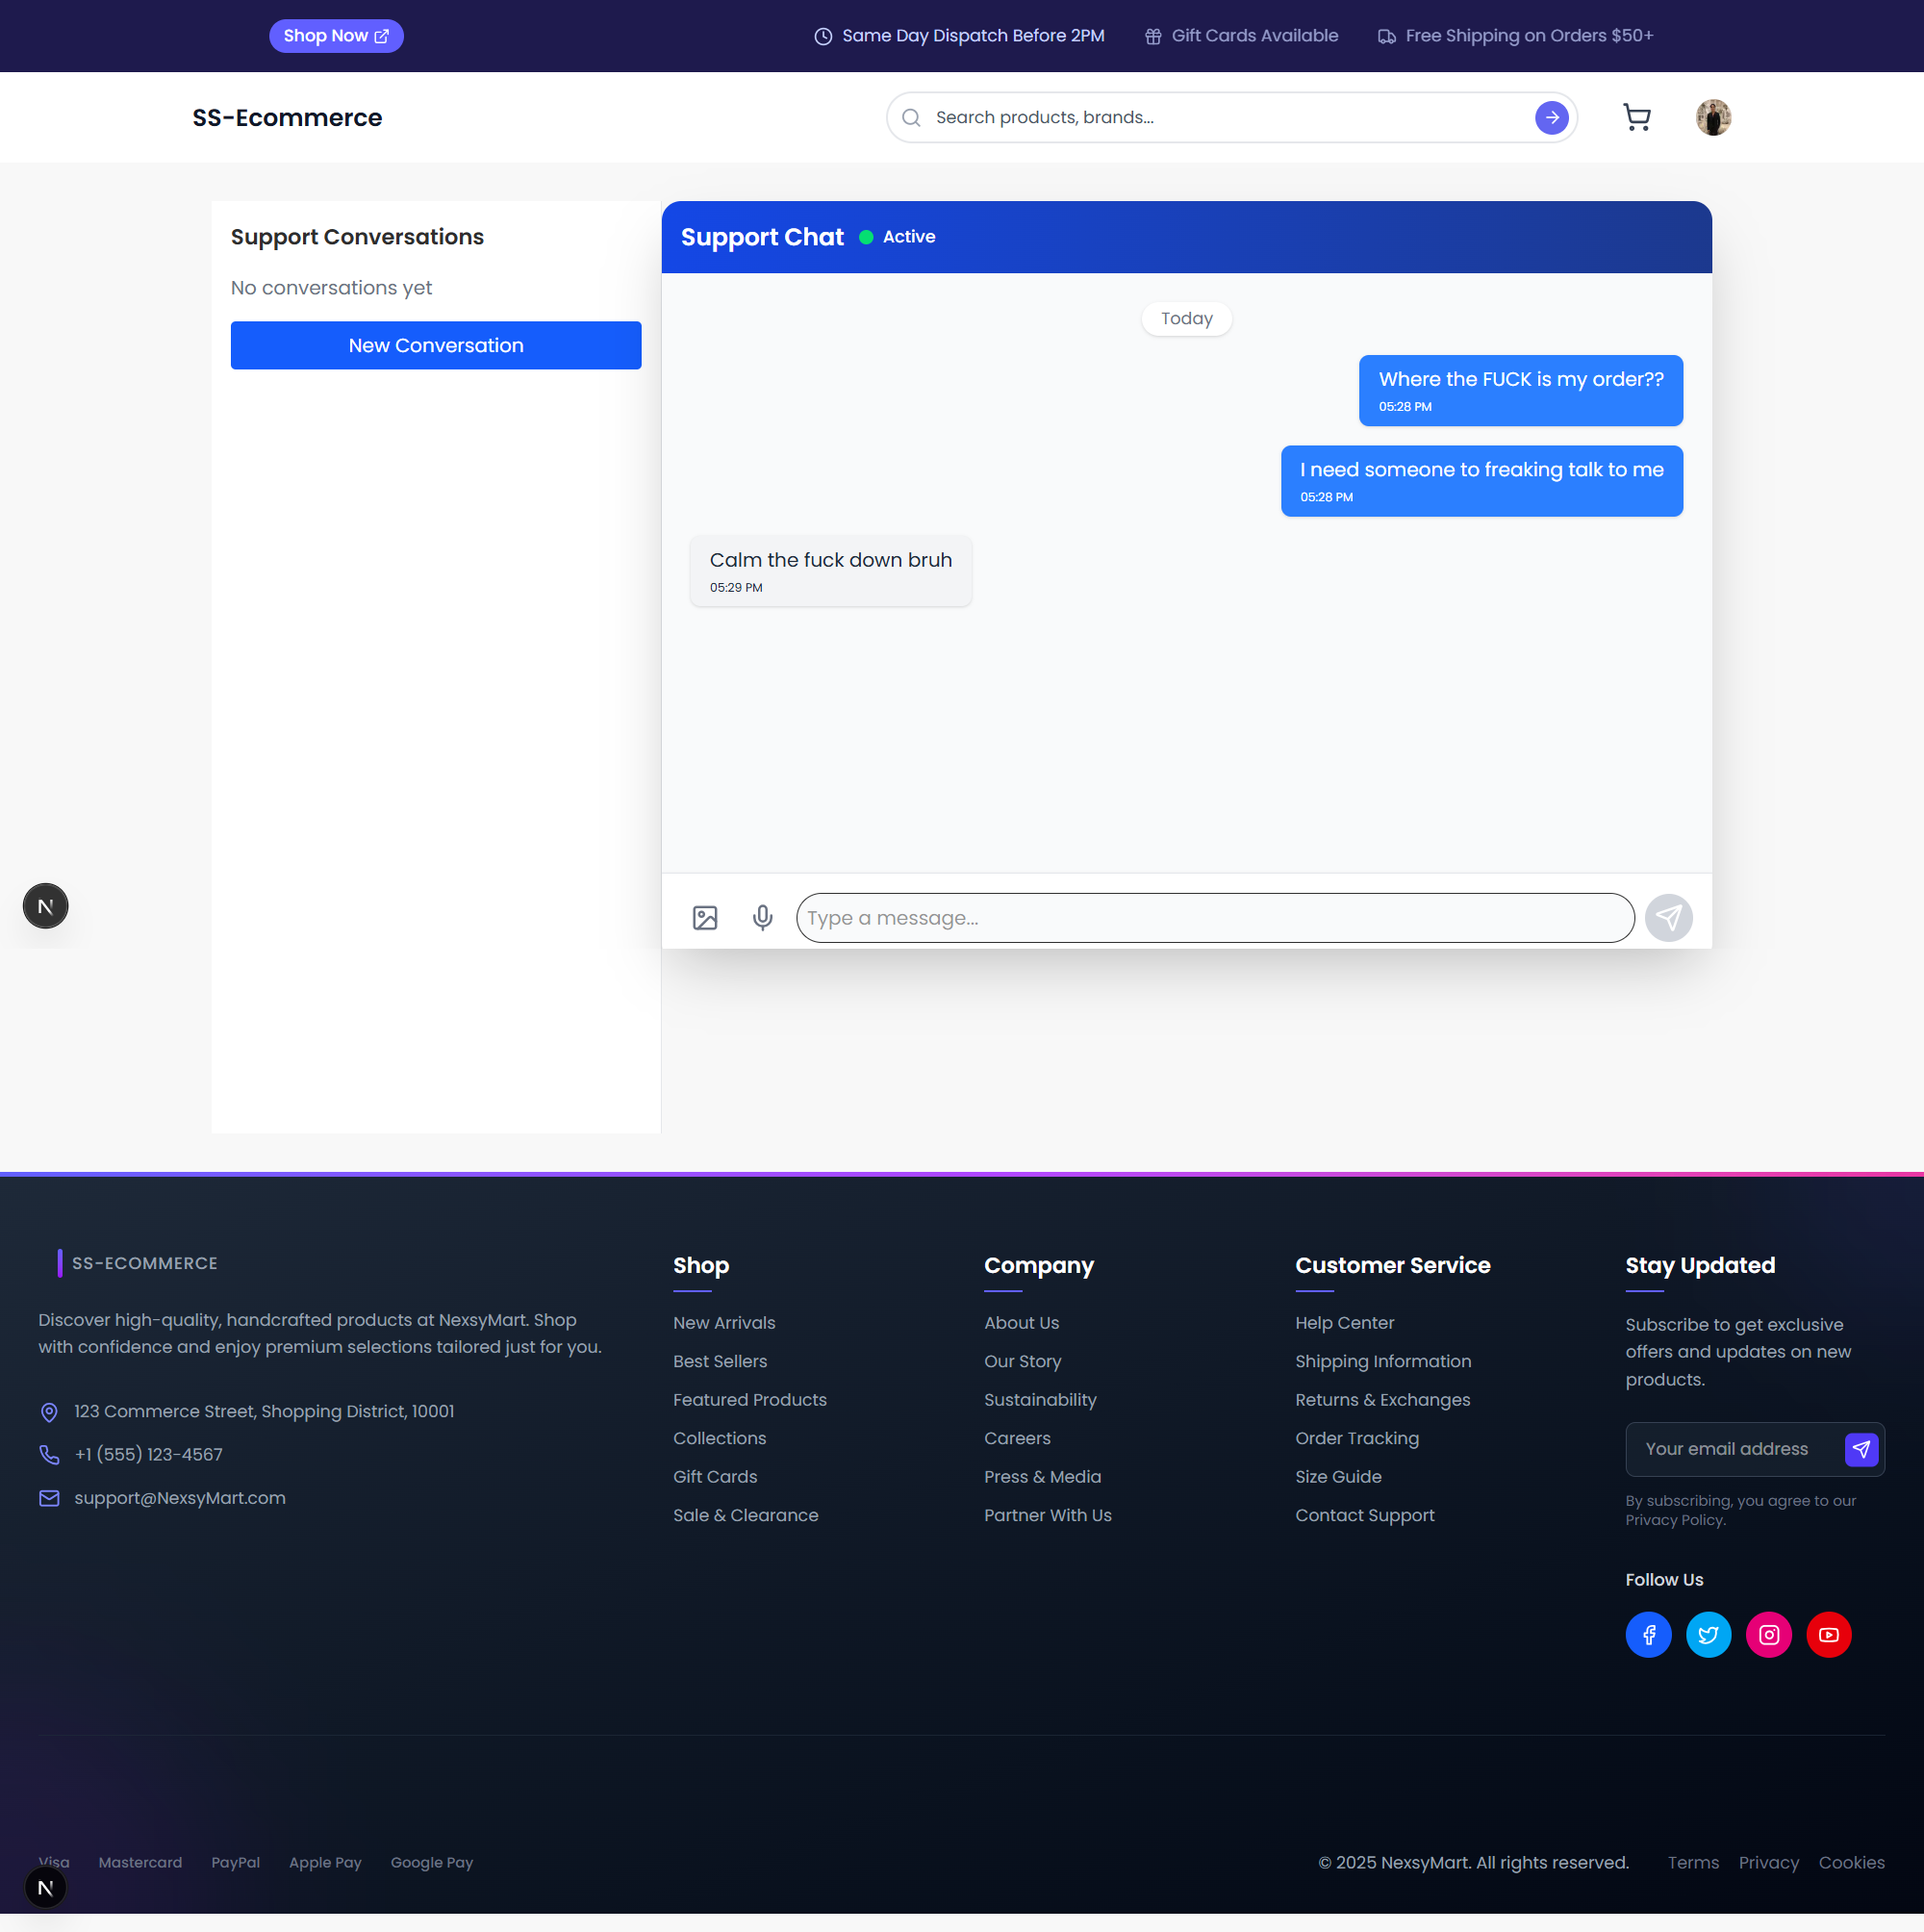 Shop Now
Same Day Dispatch Before 2PM
Gift Cards Available
Free Shipping on Orders $50+
SS-Ecommerce
Search products, brands...
Support Conversations
No conversations yet
New Conversation
Support Chat
Active
Today
Where the FUCK is my order??
05:28 PM
I need someone to freaking talk to me
05:28 PM
Calm the fuck down bruh
05:29 PM
N
Type a message...
SS-ECOMMERCE
Discover high-quality, handcrafted products at NexsyMart. Shop
with confidence and enjoy premium selections tailored just for you.
123 Commerce Street, Shopping District, 10001
+1 (555) 123-4567
support@NexsyMart.com
Shop
New Arrivals
Best Sellers
Featured Products
Collections
Gift Cards
Sale & Clearance
Company
About Us
Our Story
Sustainability
Careers
Press & Media
Partner With Us
Customer Service
Help Center
Shipping Information
Returns & Exchanges
Order Tracking
Size Guide
Contact Support
Stay Updated
Subscribe to get exclusive
offers and updates on new
products.
Your email address
By subscribing, you agree to our
Privacy Policy.
Follow Us
Visa
Mastercard
PayPal
Apple Pay
Google Pay
© 2025 NexsyMart. All rights reserved.
Terms
Privacy
Cookies
N